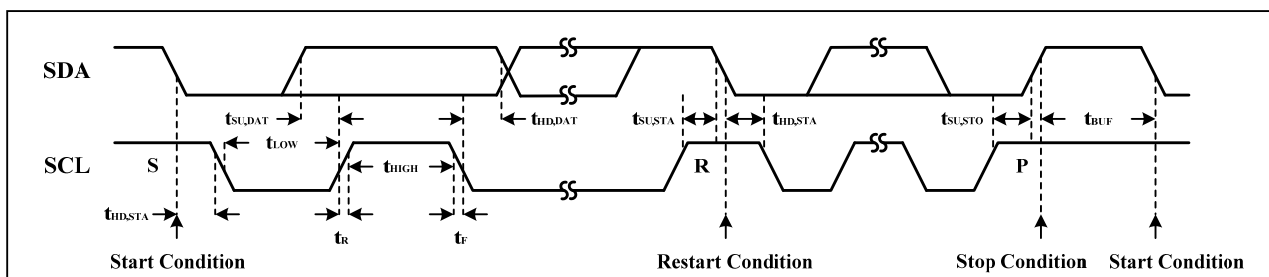 SDA
tSU,DAT
tHD,DAT
tSU,STA
tHD,STA
tSU,STO
tBUF
tLOW
SCL
S
tHIGH
R
P
tHD,STA
tR
tF
Start Condition
Restart Condition
Stop Condition
Start Condition